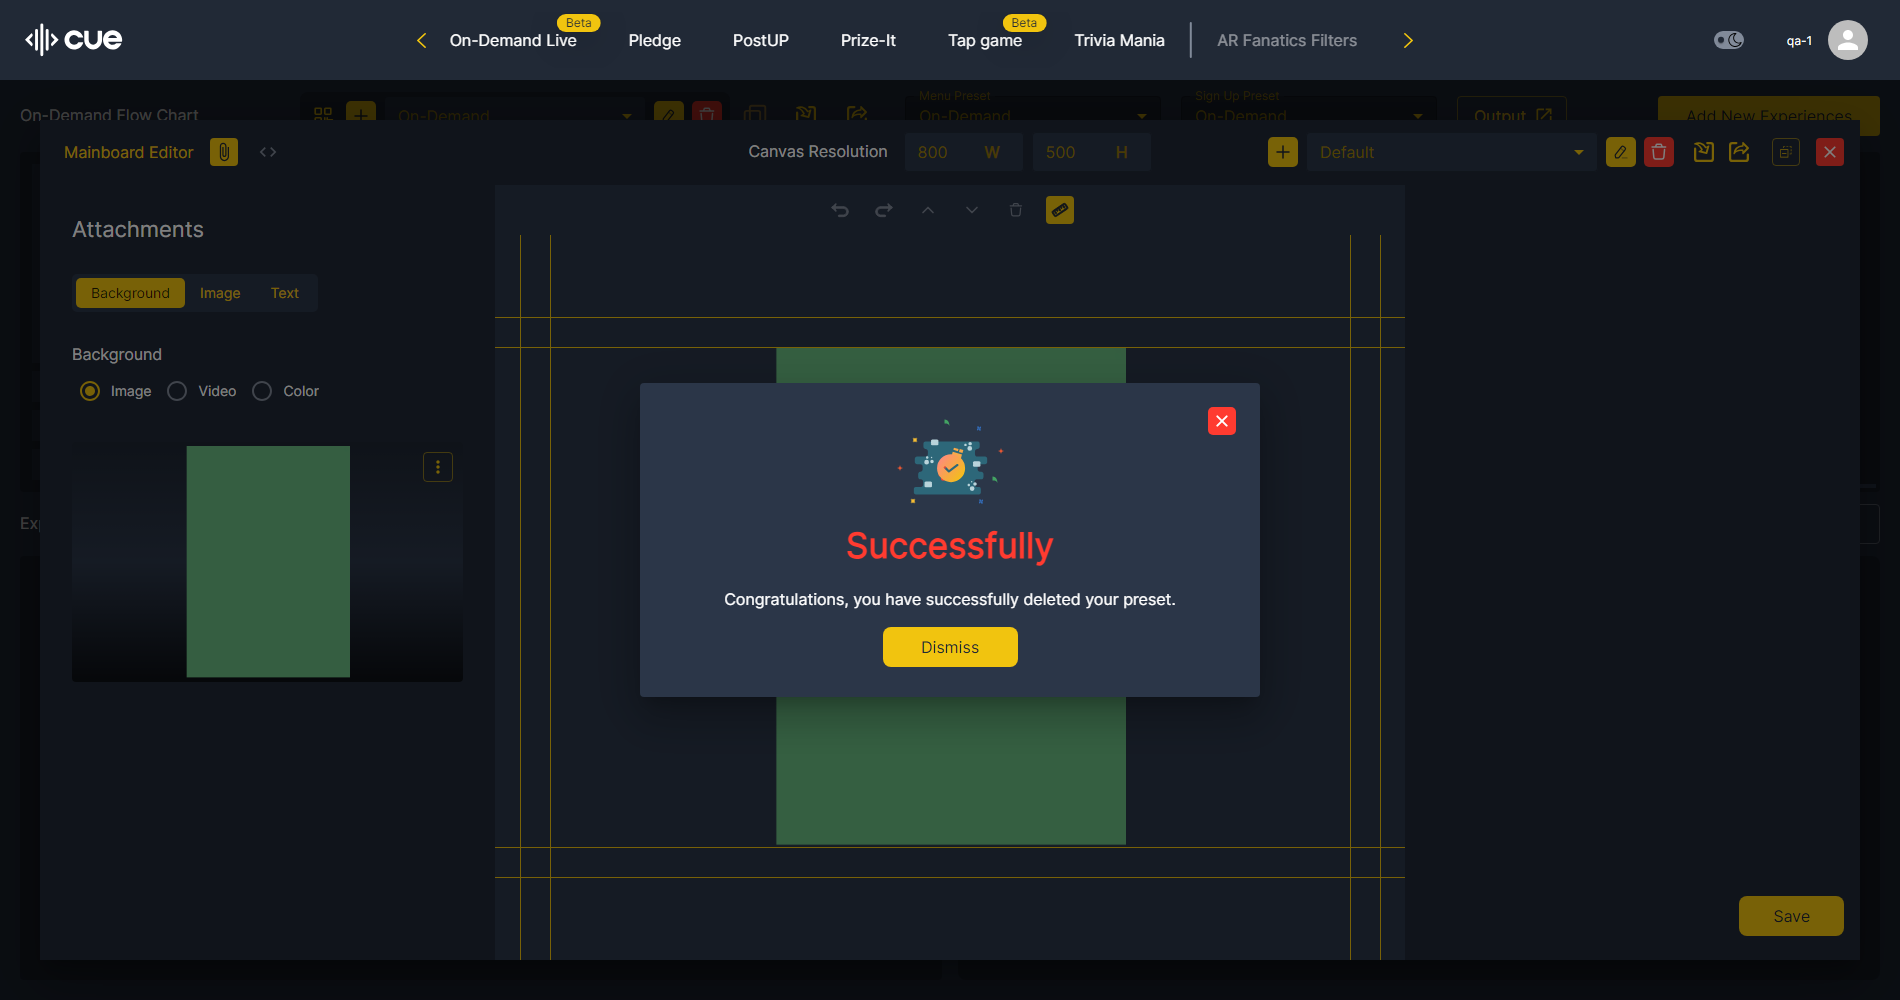 cue
On-Demand Live
Beta
Pledge
PostUP
Prize-It
Tap game
Beta
Trivia Mania
AR Fanatics Filters
qa-1
On-Demand Flow Chart
On-Demand
Menu Preset
On-Demand
Sign Up Preset
On-Demand
Output
Add New Experiences
Mainboard Editor
Canvas Resolution
800 W
500 H
Default
Attachments
Background
Image
Text
Background
Image
Video
Color
Successfully
Congratulations, you have successfully deleted your preset.
Dismiss
Save